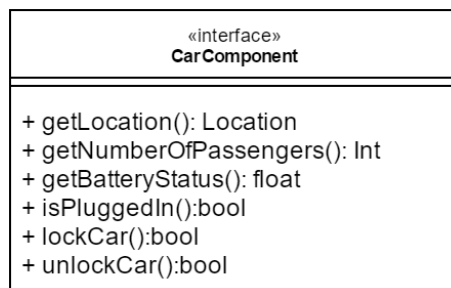 «interface»
CarComponent
+ getLocation(): Location
+ getNumberOfPassengers(): Int
+ getBatteryStatus(): float
+ isPluggedIn():bool
+ lockCar():bool
+ unlockCar():bool